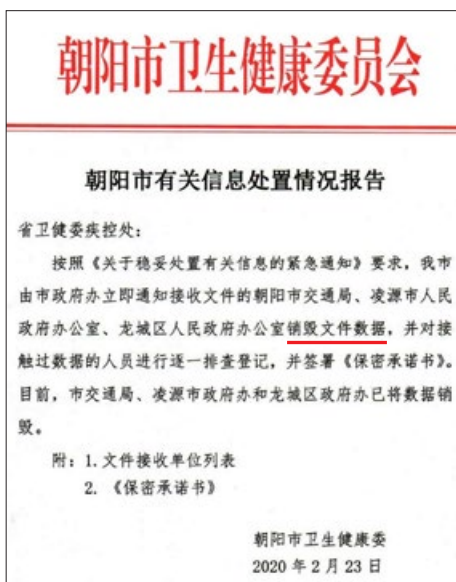 朝阳市卫生健康委员会
朝阳市有关信息处置情况报告
省卫健委疾控处：
按照《关于稳妥处置有关信息的紧急通知》要求，我市
由市政府办立即通知接收文件的朝阳市交通局、凌源市人民
政府办公室、龙城区人民政府办公室销毁文件数据，并对接
触过数据的人员进行逐一排查登记，并签署《保密承诺书》。
目前，市交通局、凌源市政府办和龙城区政府办已将数据销
毁。
附：1.文件接收单位列表
2.《保密承诺书》
朝阳市卫生健康委
2020年2月23日